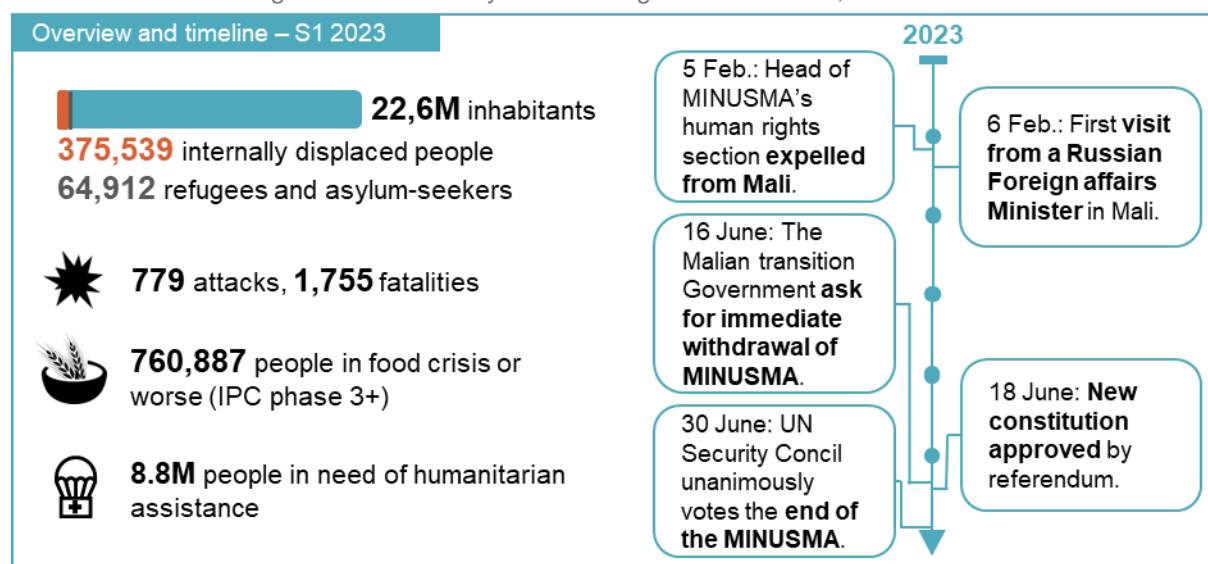 Overview and timeline – S1 2023
22,6M inhabitants
375,539 internally displaced people
64,912 refugees and asylum-seekers
779 attacks, 1,755 fatalities
760,887 people in food crisis or
worse (IPC phase 3+)
8.8M people in need of humanitarian
assistance
2023
5 Feb.: Head of
MINUSMA’s
human rights
section expelled
from Mali.
6 Feb.: First visit
from a Russian
Foreign affairs
Minister in Mali.
16 June: The
Malian transition
Government ask
for immediate
withdrawal of
MINUSMA.
18 June: New
constitution
approved by
referendum.
30 June: UN
Security Concil
unanimously
votes the end of
the MINUSMA.